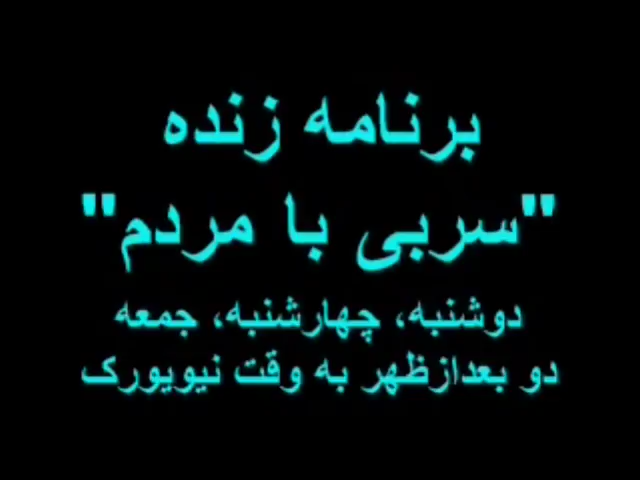 برنامه زنده
"سربی با مردم"
دوشنبه، چهارشنبه، جمعه
دو بعدازظهر به وقت نیویورک